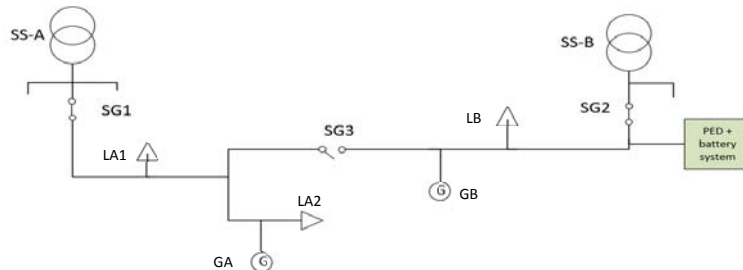 SS-A
SS-B
SG1
SG2
LB
SG3
PED +
battery
system
LA1
LA2
G
GB
GA
G